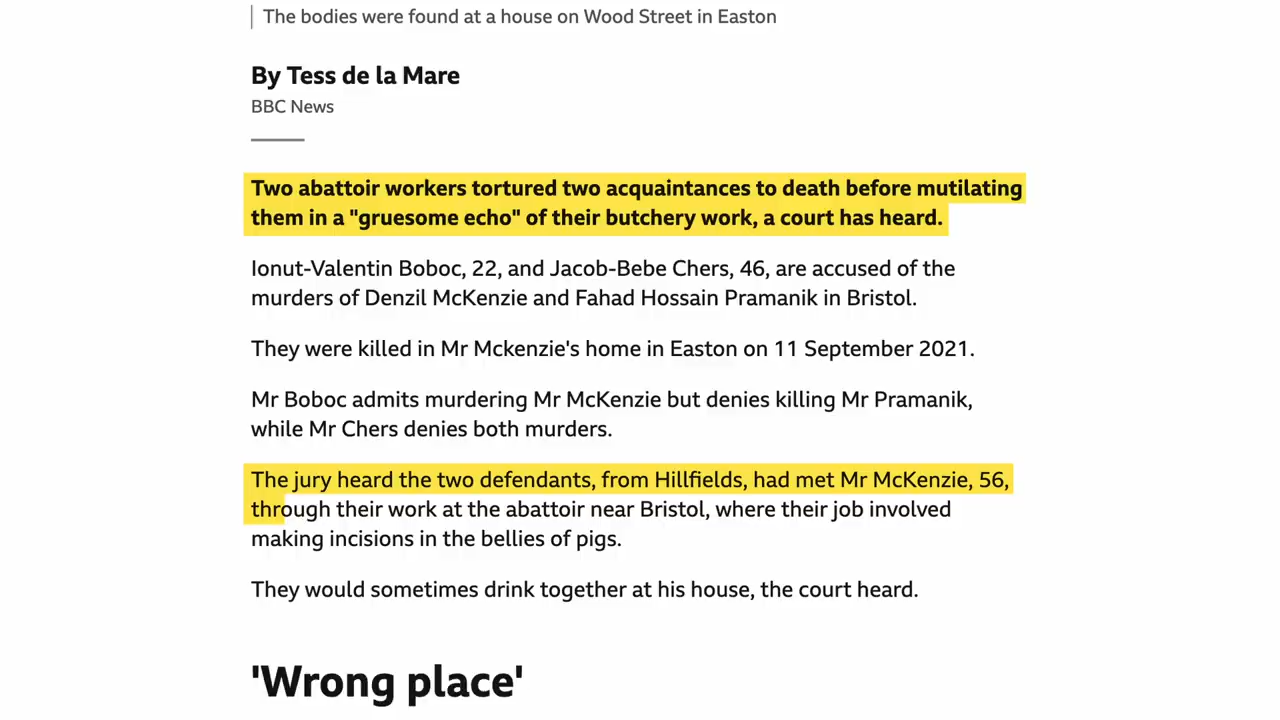 The bodies were found at a house on Wood Street in Easton
By Tess de la Mare
BBC News
Two abattoir workers tortured two acquaintances to death before mutilating
them in a "gruesome echo" of their butchery work, a court has heard.
Ionut-Valentin Boboc, 22, and Jacob-Bebe Chers, 46, are accused of the
murders of Denzil McKenzie and Fahad Hossain Pramanik in Bristol.
They were killed in Mr Mckenzie's home in Easton on 11 September 2021.
Mr Boboc admits murdering Mr McKenzie but denies killing Mr Pramanik,
while Mr Chers denies both murders.
The jury heard the two defendants, from Hillfields, had met Mr McKenzie, 56,
through their work at the abattoir near Bristol, where their job involved
making incisions in the bellies of pigs.
They would sometimes drink together at his house, the court heard.
'Wrong place'